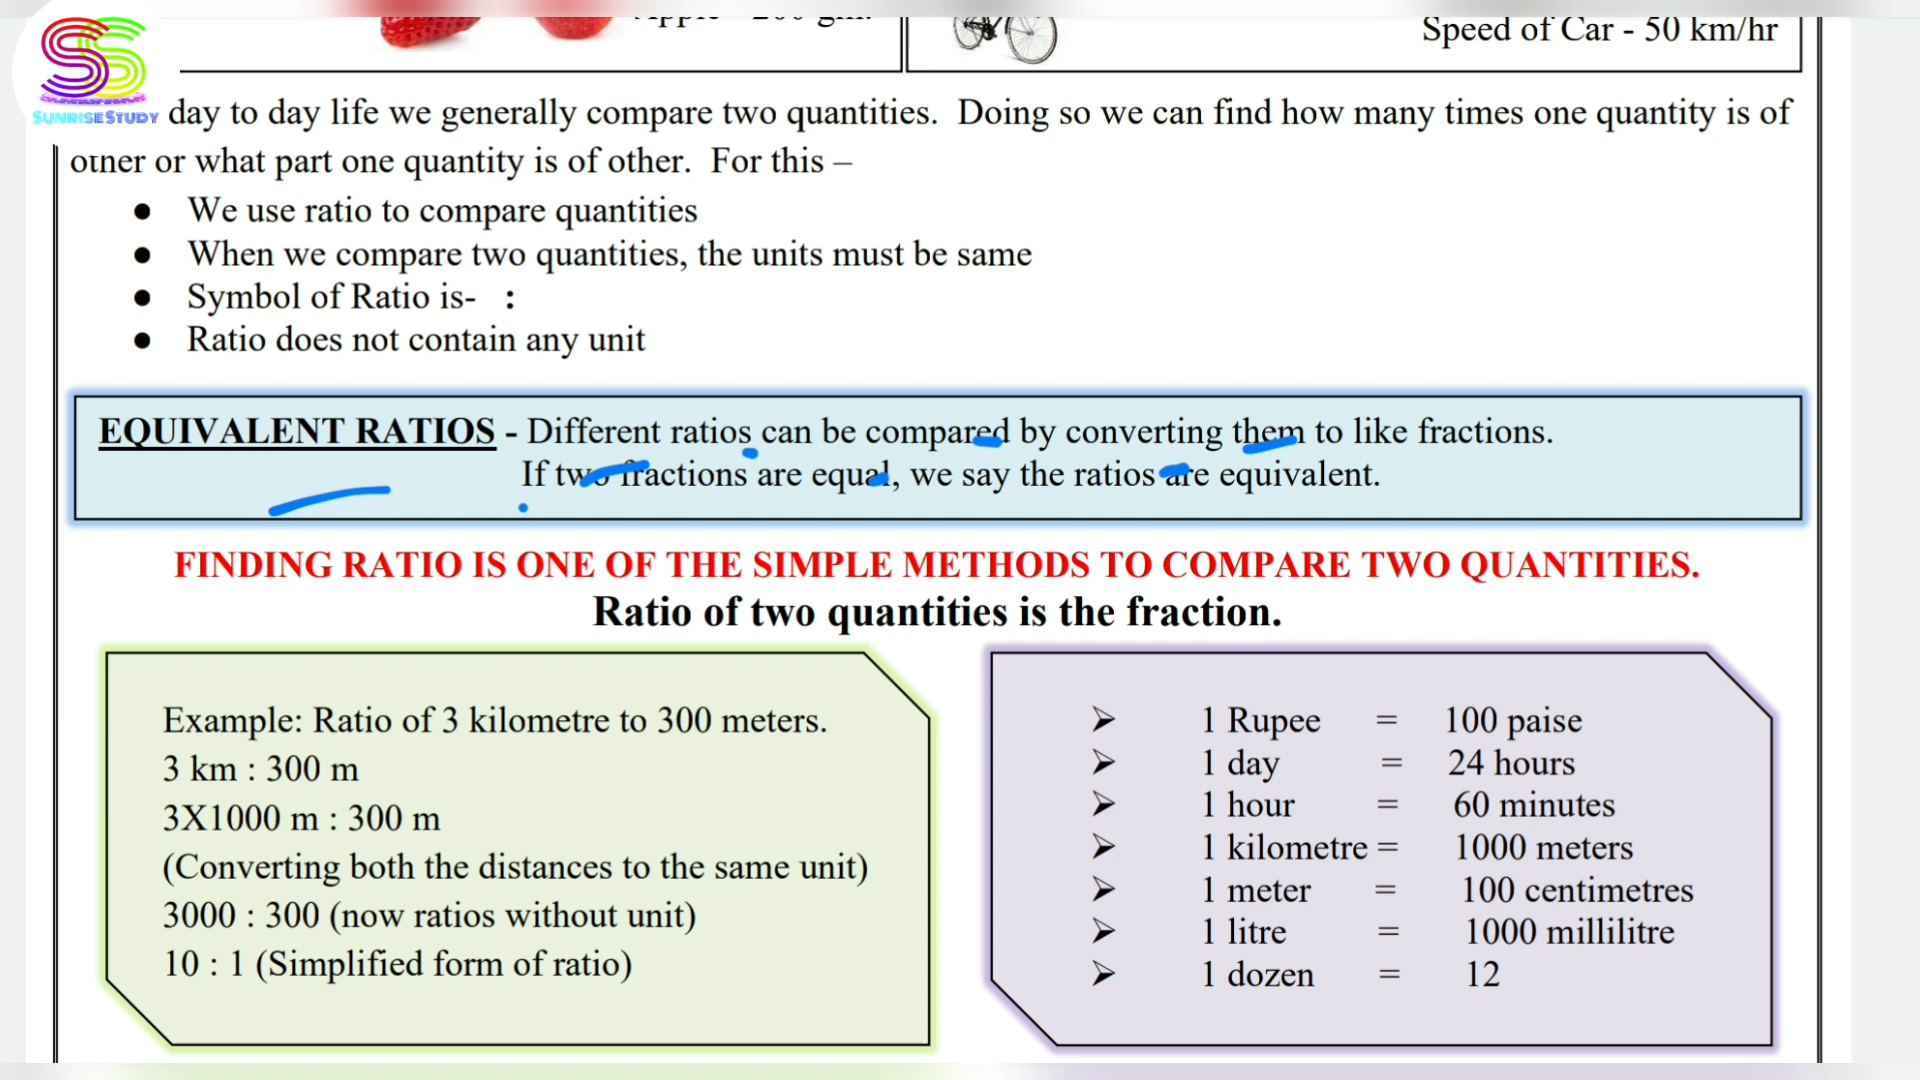 Speed of Car - 50 km/hr
SUNRISE STUDY
day to day life we generally compare two quantities. Doing so we can find how many times one quantity is of
other or what part one quantity is of other. For this –
● We use ratio to compare quantities
● When we compare two quantities, the units must be same
● Symbol of Ratio is- :
● Ratio does not contain any unit
EQUIVALENT RATIOS - Different ratios can be compared by converting them to like fractions.
If two fractions are equal, we say the ratios are equivalent.
FINDING RATIO IS ONE OF THE SIMPLE METHODS TO COMPARE TWO QUANTITIES.
Ratio of two quantities is the fraction.
Example: Ratio of 3 kilometre to 300 meters.
3 km : 300 m
3X1000 m : 300 m
(Converting both the distances to the same unit)
3000 : 300 (now ratios without unit)
10 : 1 (Simplified form of ratio)
➢ 1 Rupee = 100 paise
➢ 1 day = 24 hours
➢ 1 hour = 60 minutes
➢ 1 kilometre = 1000 meters
➢ 1 meter = 100 centimetres
➢ 1 litre = 1000 millilitre
➢ 1 dozen = 12